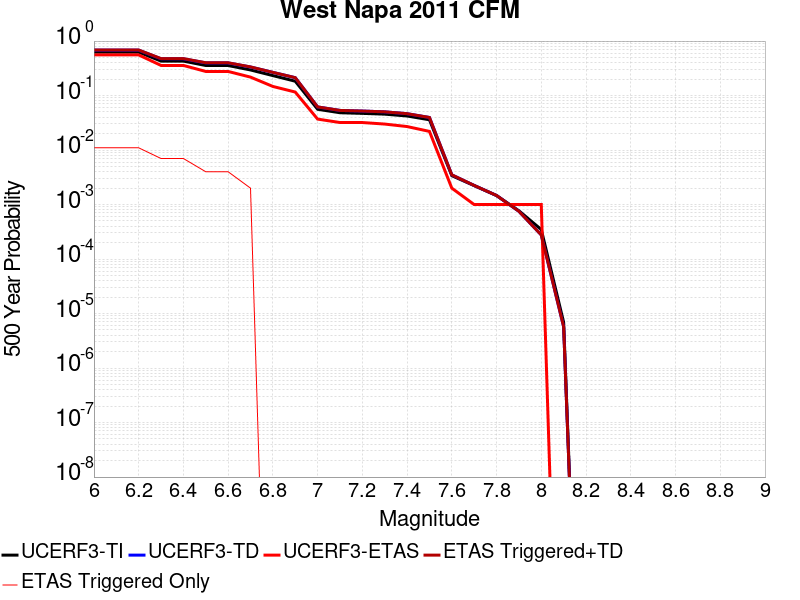 West Napa 2011 CFM
10^0
10^-1
10^-2
10^-3
10^-4
10^-5
10^-6
10^-7
10^-8
500 Year Probability
6 6.2 6.4 6.6 6.8 7 7.2 7.4 7.6 7.8 8 8.2 8.4 8.6 8.8 9
Magnitude
UCERF3-TI UCERF3-TD UCERF3-ETAS ETAS Triggered+TD
ETAS Triggered Only